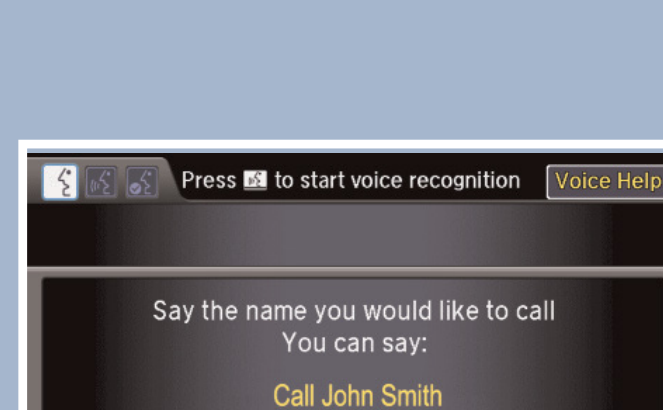 Press to start voice recognition Voice Help
Say the name you would like to call
You can say:
Call John Smith